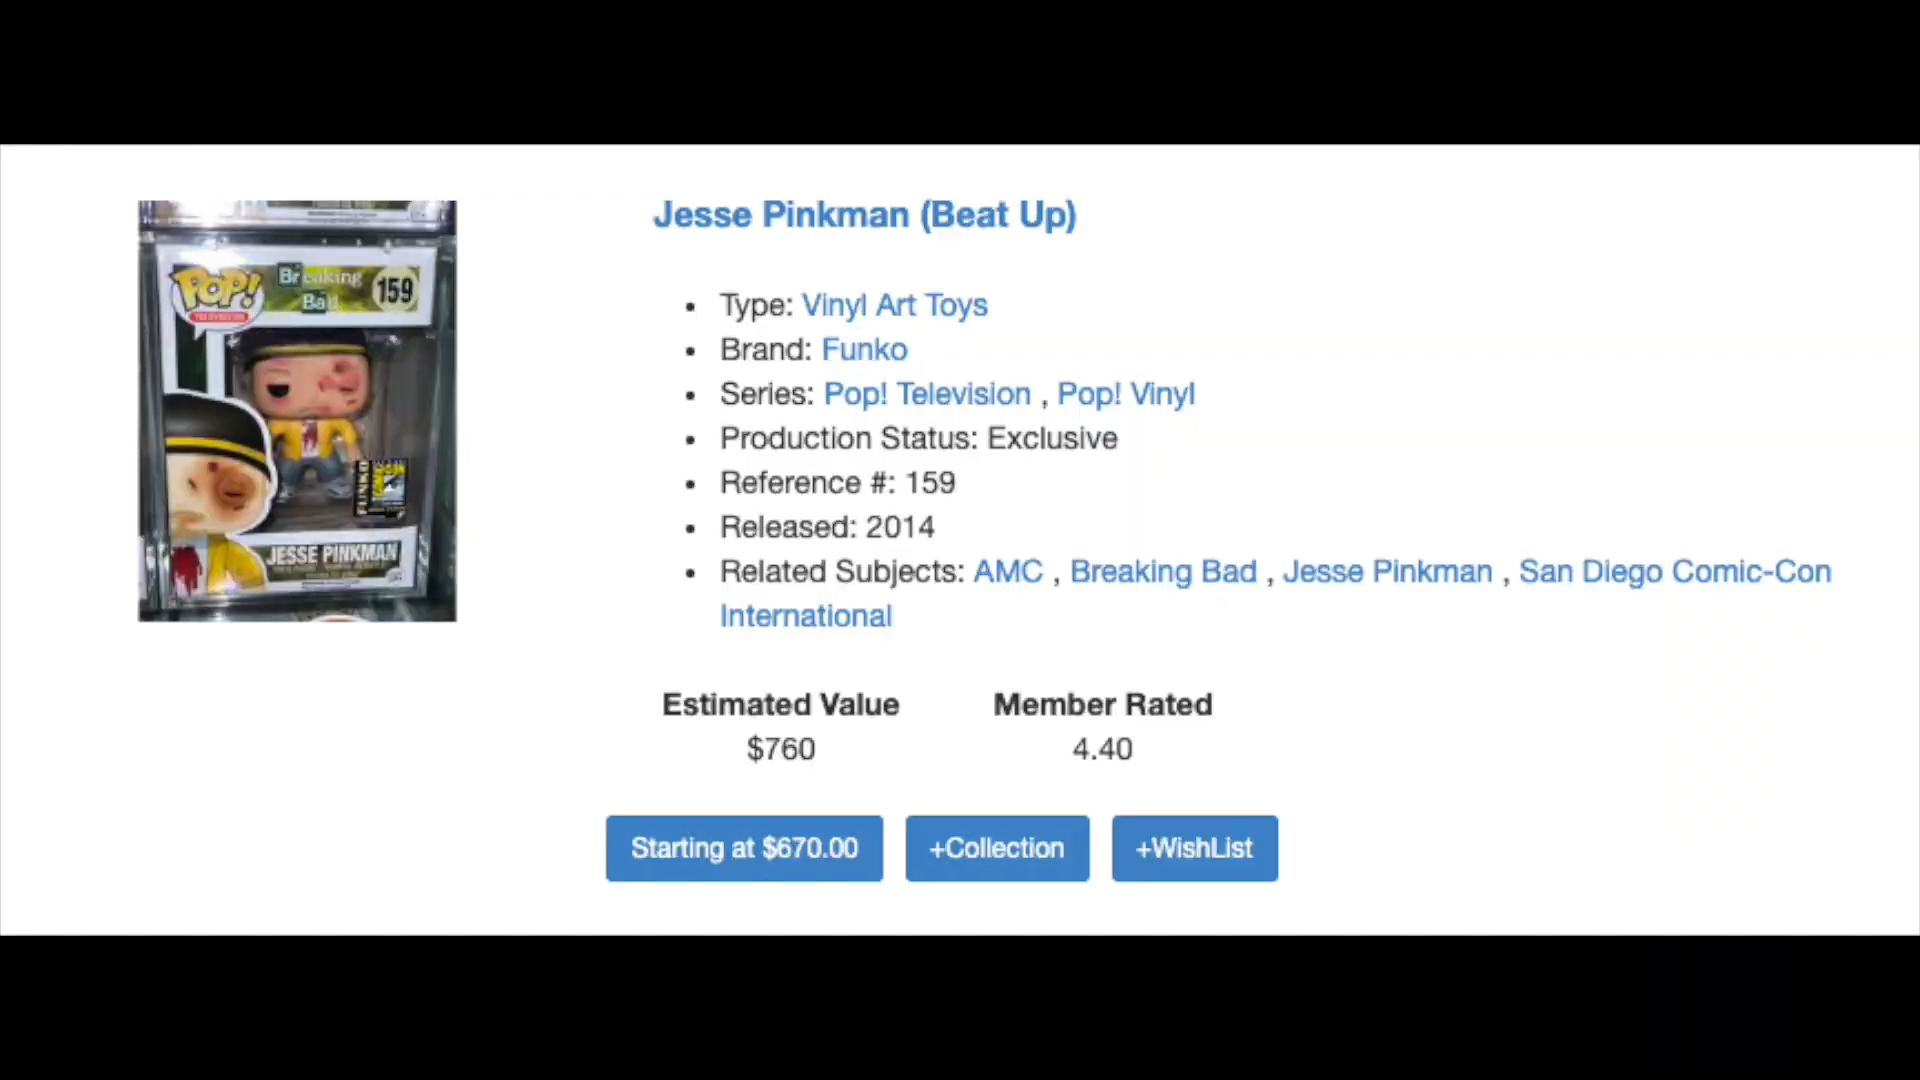 Jesse Pinkman (Beat Up)
POP!
TELEVISION
Breaking
Bad
159
FUNKO
JESSE PINKMAN
Type: Vinyl Art Toys
Brand: Funko
Series: Pop! Television , Pop! Vinyl
Production Status: Exclusive
Reference #: 159
Released: 2014
Related Subjects: AMC , Breaking Bad , Jesse Pinkman , San Diego Comic-Con
International
Estimated Value Member Rated
$760 4.40
Starting at $670.00 +Collection +WishList